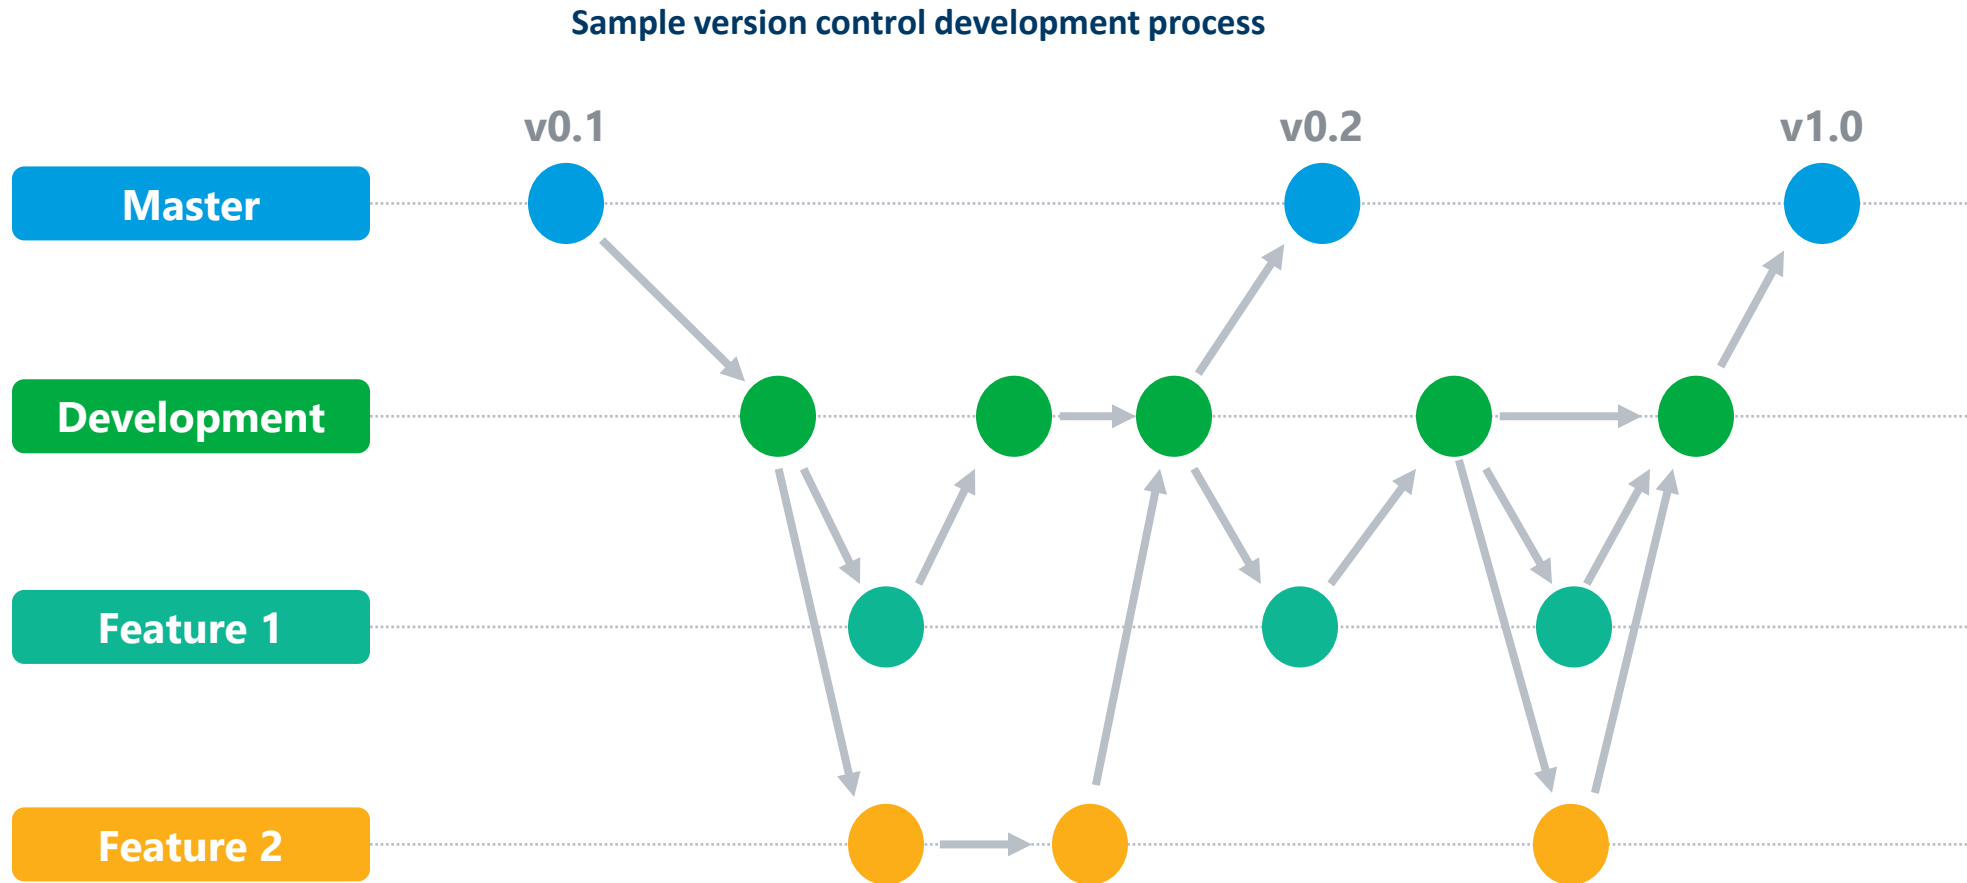 Sample version control development process
v0.1
v0.2
v1.0
Master
Development
Feature 1
Feature 2